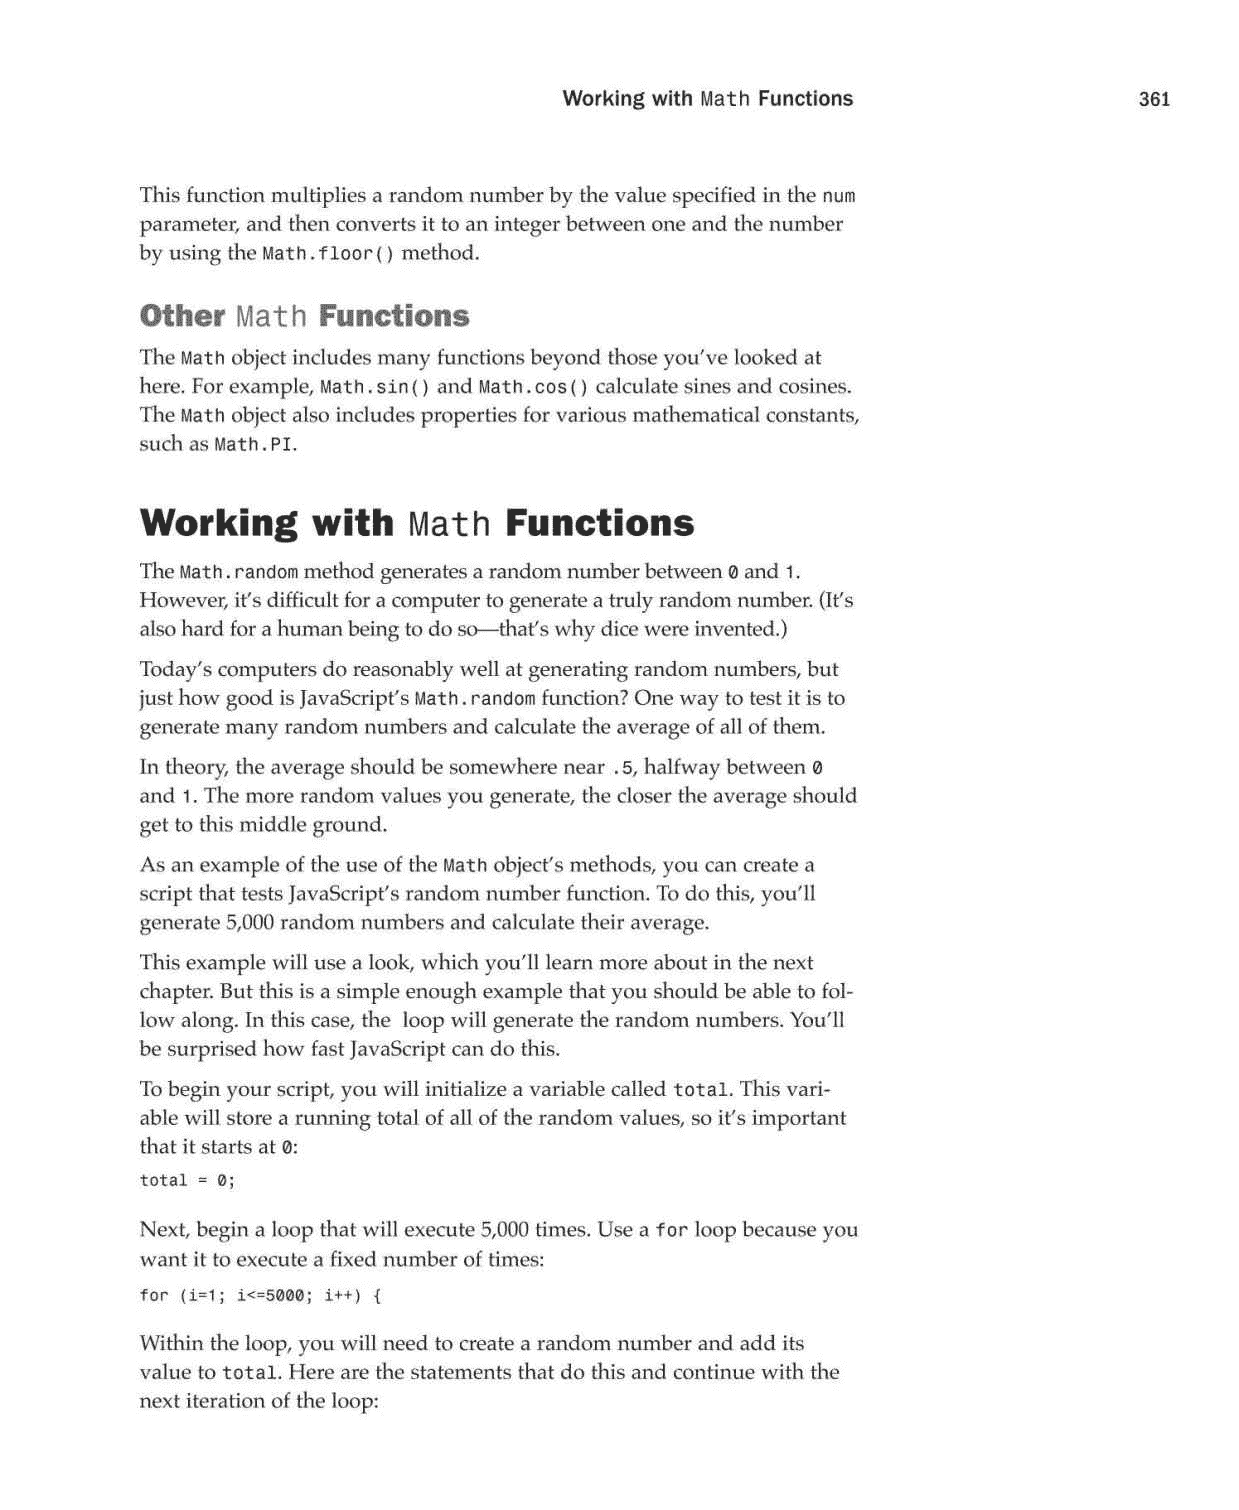 Working with Math Functions 361
This function multiplies a random number by the value specified in the num
parameter, and then converts it to an integer between one and the number
by using the Math.floor() method.
Other Math Functions
The Math object includes many functions beyond those you've looked at
here. For example, Math.sin() and Math.cos() calculate sines and cosines.
The Math object also includes properties for various mathematical constants,
such as Math.PI.
Working with Math Functions
The Math.random method generates a random number between 0 and 1.
However, it's difficult for a computer to generate a truly random number. (It's
also hard for a human being to do so—that's why dice were invented.)
Today's computers do reasonably well at generating random numbers, but
just how good is JavaScript's Math.random function? One way to test it is to
generate many random numbers and calculate the average of all of them.
In theory, the average should be somewhere near .5, halfway between 0
and 1. The more random values you generate, the closer the average should
get to this middle ground.
As an example of the use of the Math object's methods, you can create a
script that tests JavaScript's random number function. To do this, you'll
generate 5,000 random numbers and calculate their average.
This example will use a look, which you'll learn more about in the next
chapter. But this is a simple enough example that you should be able to fol-
low along. In this case, the loop will generate the random numbers. You'll
be surprised how fast JavaScript can do this.
To begin your script, you will initialize a variable called total. This vari-
able will store a running total of all of the random values, so it's important
that it starts at 0:
total = 0;
Next, begin a loop that will execute 5,000 times. Use a for loop because you
want it to execute a fixed number of times:
for (i=1; i<=5000; i++) {
Within the loop, you will need to create a random number and add its
value to total. Here are the statements that do this and continue with the
next iteration of the loop: